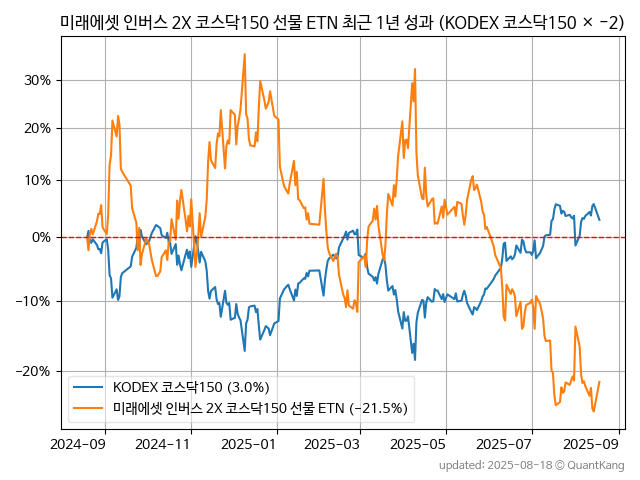 미래에셋 인버스 2X 코스닥150 선물 ETN 최근 1년 성과 (KODEX 코스닥150 × −2)
30%
20%
10%
0%
−10%
−20%
KODEX 코스닥150 (3.0%)
미래에셋 인버스 2X 코스닥150 선물 ETN (−21.5%)
2024-09 2024-11 2025-01 2025-03 2025-05 2025-07 2025-09
updated: 2025-08-18 © QuantKang